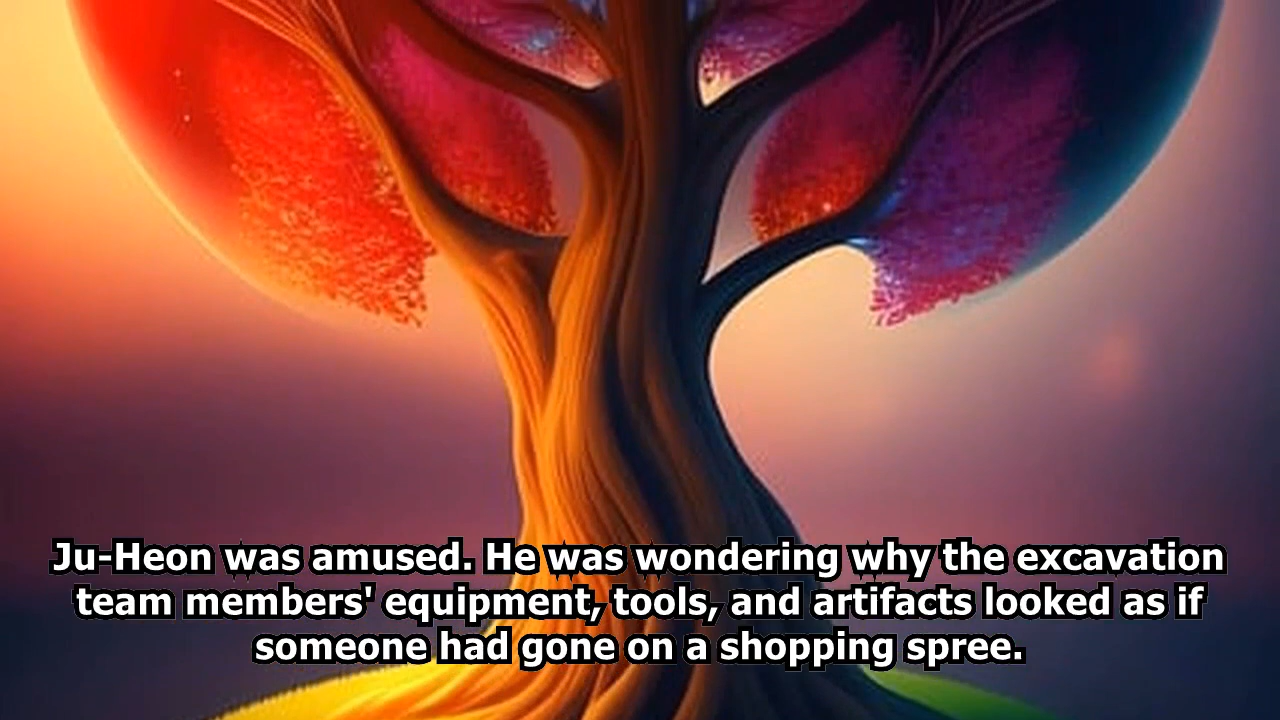 Ju-Heon was amused. He was wondering why the excavation
team members' equipment, tools, and artifacts looked as if
someone had gone on a shopping spree.